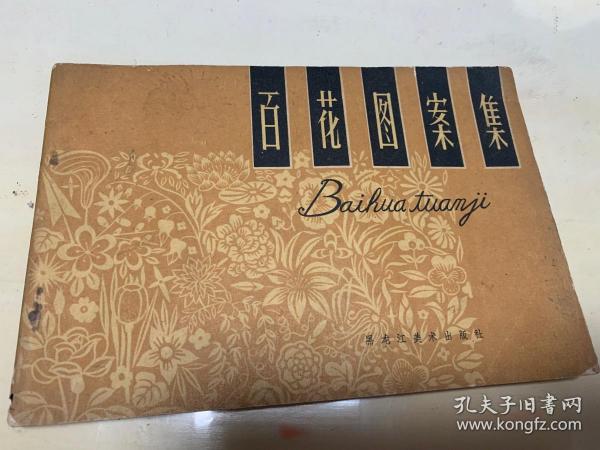 百花图案集
Baihua tuanji
黑龙江美术出版社
孔夫子旧書网
www.kongfz.com